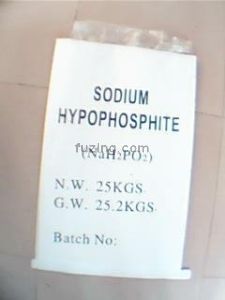 SODIUM
HYPOPHOSPHITE
fuzing.com
(NaH₂PO₂)
N.W. 25KGS.
G.W. 25.2KGS.
Batch No: